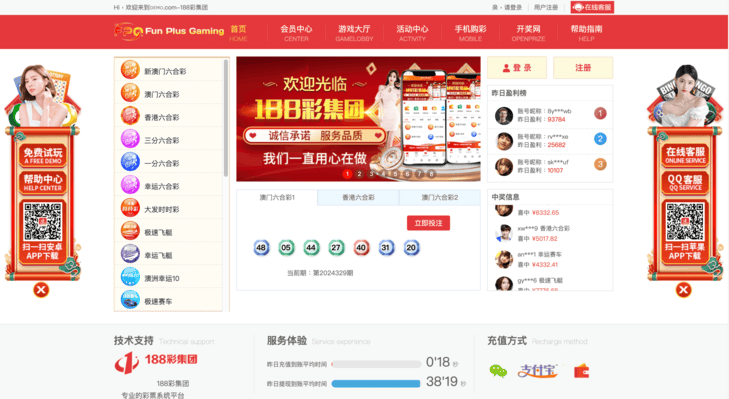 Hi，欢迎来到DEMO.com-188彩集团
亲，请登录
用户注册
在线客服
FPG Fun Plus Gaming
首页
HOME
会员中心
CENTER
游戏大厅
GAMELOBBY
活动中心
ACTIVITY
手机购彩
MOBILE
开奖网
OPENPRIZE
帮助指南
HELP
新澳门六合彩
澳门六合彩
香港六合彩
三分六合彩
一分六合彩
幸运六合彩
大发时时彩
极速飞艇
幸运飞艇
澳洲幸运10
极速赛车
欢迎光临
188彩集团
诚信承诺
服务品质
我们一直用心在做
1 2 3 4 5 6 7 8
登 录
注册
昨日盈利榜
账号昵称：8y***wb
昨日盈利：93784
1
账号昵称：rv***xe
昨日盈利：25682
2
账号昵称：sk***uf
昨日盈利：10107
3
澳门六合彩1
香港六合彩
澳门六合彩2
立即投注
48 05 44 27 40 31 20
当前期：第2024329期
中奖信息
喜中 ¥6332.65
xw***9 香港六合彩
喜中 ¥5017.82
an***1 幸运赛车
喜中 ¥4332.41
gy***6 极速飞艇
免费试玩
A FREE DEMO
帮助中心
HELP CENTER
扫一扫安卓
APP下载
BINGO
在线客服
ONLINE SERVICE
QQ客服
QQ SERVICE
扫一扫苹果
APP下载
技术支持 Technical support
188彩集团
188彩集团
专业的彩票系统平台
服务体验 Service experience
昨日充值到账平均时间
0'18 秒
昨日提现到账平均时间
38'19 秒
充值方式 Recharge method
支付宝